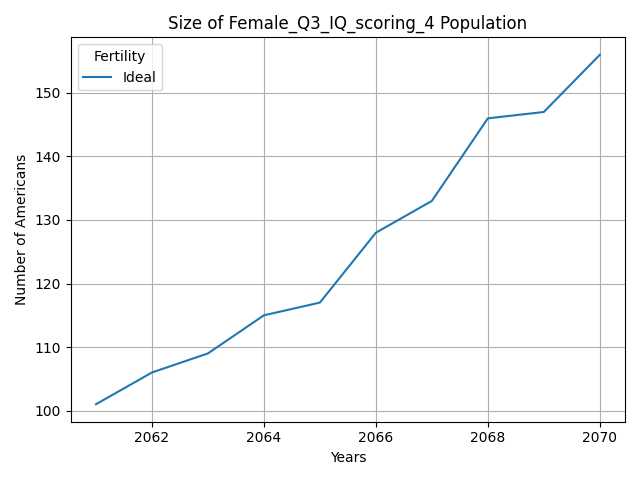 Size of Female_Q3_IQ_scoring_4 Population
Fertility
Ideal
Number of Americans
150
140
130
120
110
100
2062 2064 2066 2068 2070
Years